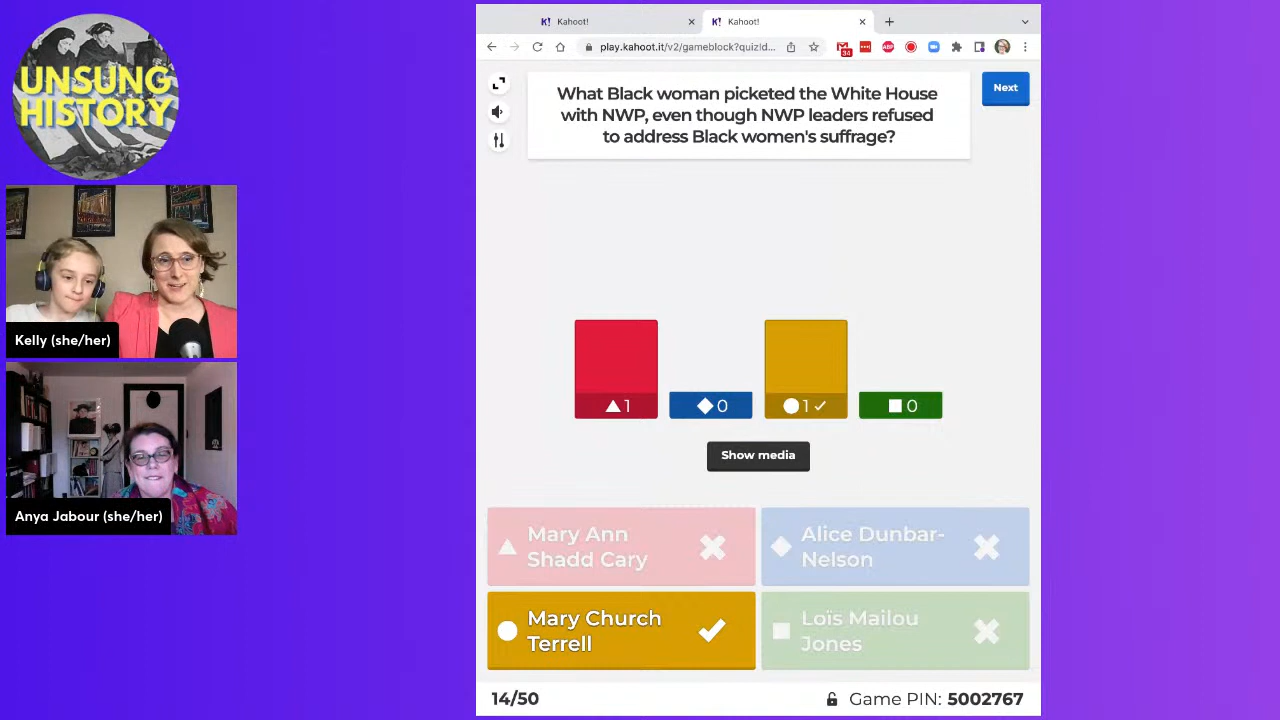 UNSUNG
HISTORY
Kelly (she/her)
Anya Jabour (she/her)
K! Kahoot!
K! Kahoot!
play.kahoot.it/v2/gameblock?quizId...
34
ABP
What Black woman picketed the White House
with NWP, even though NWP leaders refused
to address Black women's suffrage?
Next
1
0
1
0
Show media
Mary Ann
Shadd Cary
Alice Dunbar-
Nelson
Mary Church
Terrell
Loïs Mailou
Jones
14/50
Game PIN: 5002767